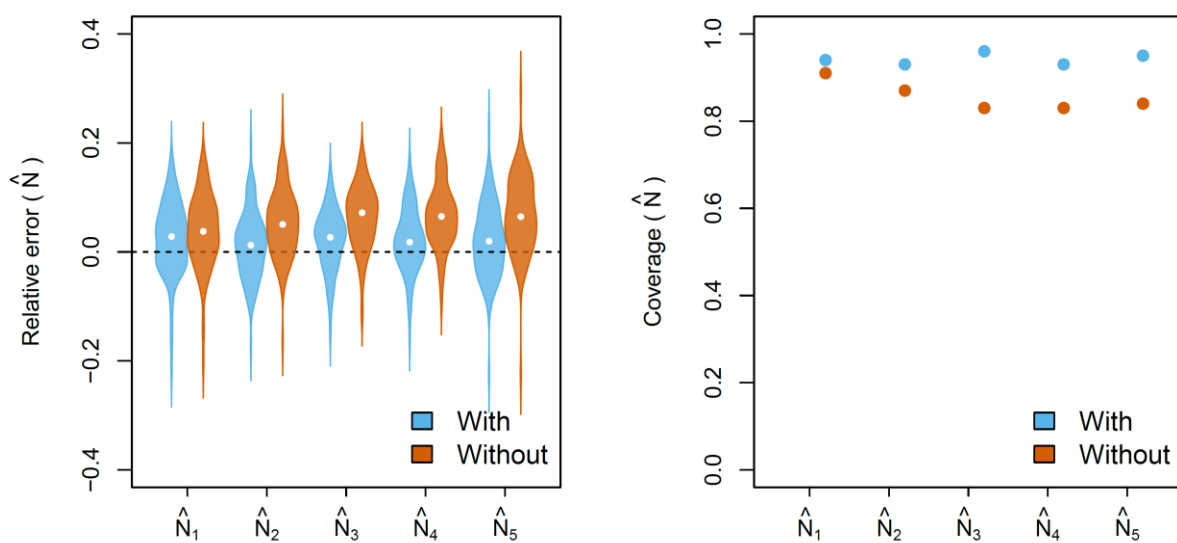 Relative error ( N̂ )
0.4
0.2
0.0
−0.2
−0.4
With
Without
N̂1 N̂2 N̂3 N̂4 N̂5
Coverage ( N̂ )
1.0
0.8
0.6
0.4
0.2
0.0
With
Without
N̂1 N̂2 N̂3 N̂4 N̂5